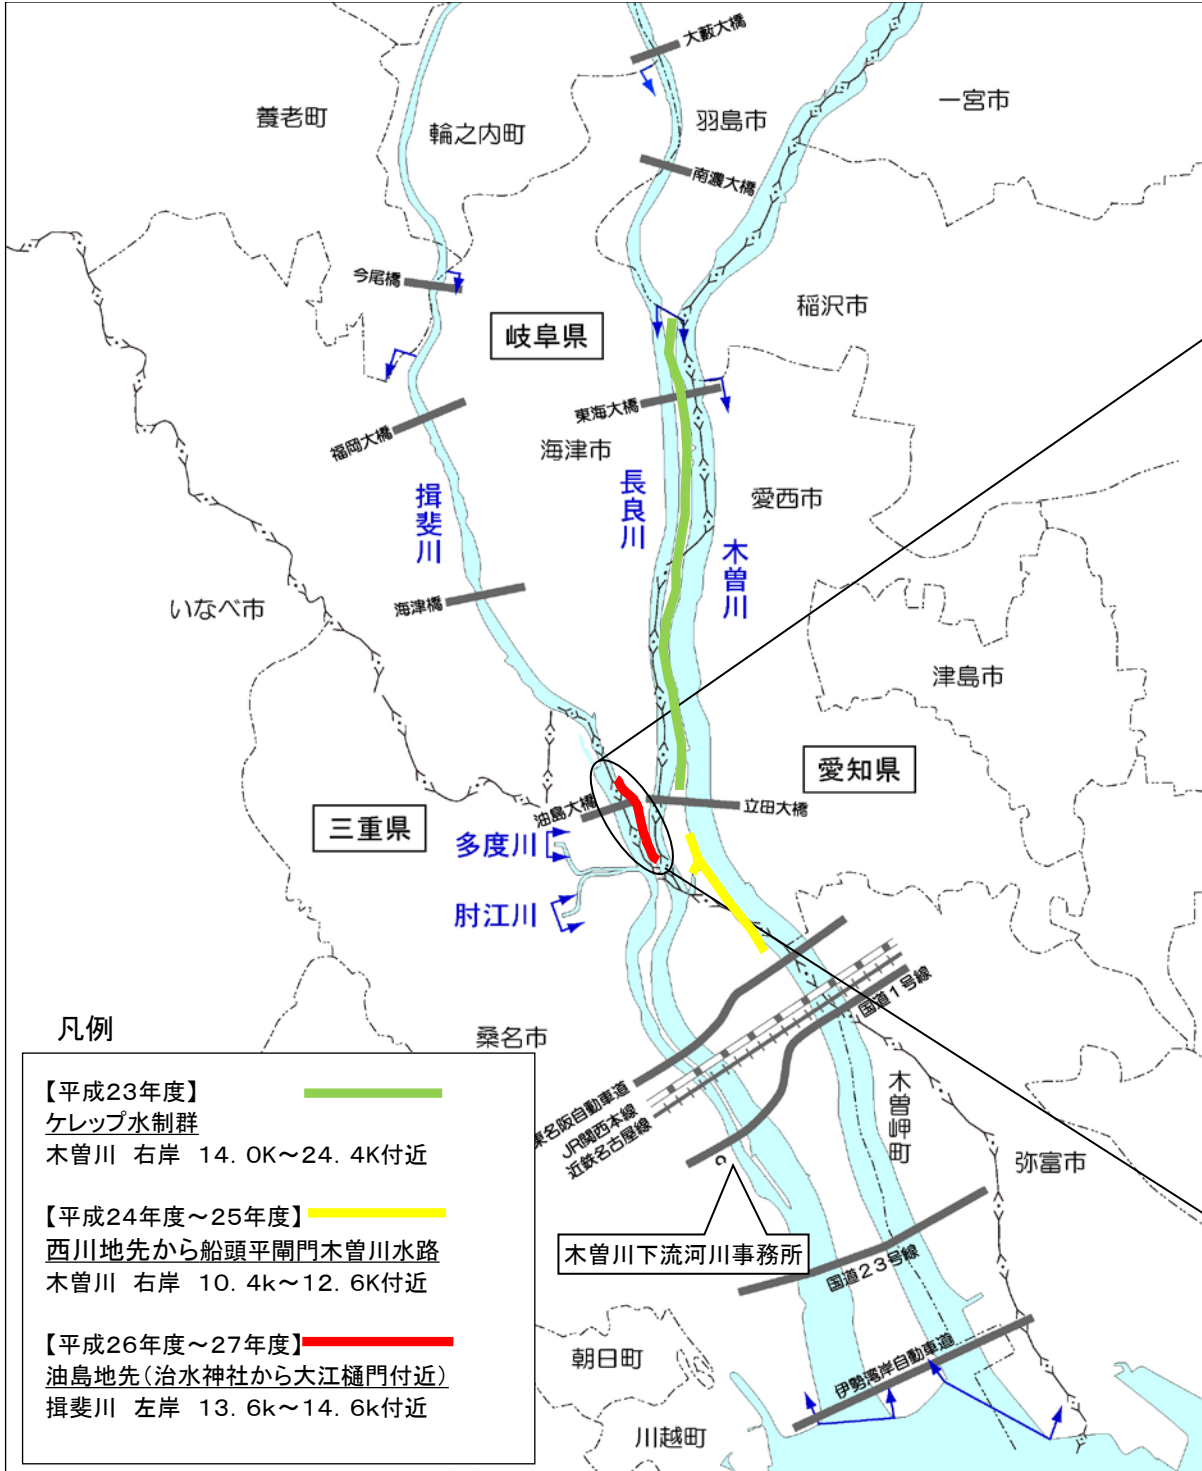 大藪大橋
一宮市
養老町
輪之内町
羽島市
南濃大橋
今尾橋
稲沢市
岐阜県
東海大橋
福岡大橋
海津市
揖斐川
長良川
愛西市
木曽川
海津橋
いなべ市
津島市
愛知県
油島大橋
立田大橋
三重県
多度川
肘江川
国道1号線
桑名市
東名阪自動車道
JR関西本線
近鉄名古屋線
木曽岬町
弥富市
木曽川下流河川事務所
国道23号線
伊勢湾岸自動車道
朝日町
川越町
凡例
【平成23年度】
ケレップ水制群
木曽川 右岸 14.0K~24.4K付近
【平成24年度~25年度】
西川地先から船頭平閘門木曽川水路
木曽川 右岸 10.4k~12.6K付近
【平成26年度~27年度】
油島地先(治水神社から大江樋門付近)
揖斐川 左岸 13.6k~14.6k付近